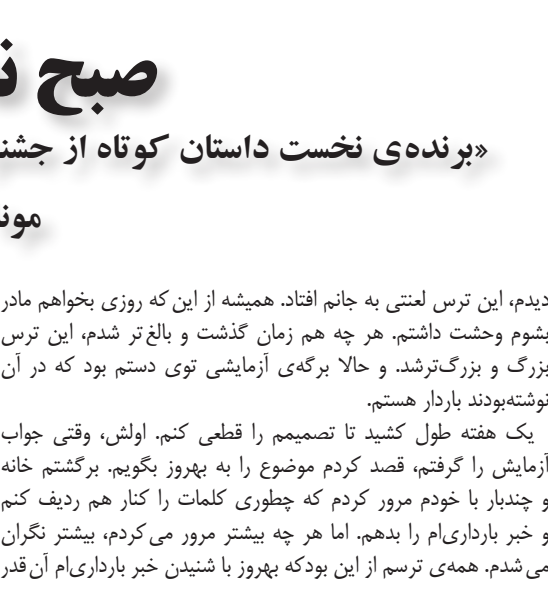 صبح
«برنده‌ی نخست داستان کوتاه از
دیدم، این ترس لعنتی به جانم افتاد. همیشه از این که روزی بخواهم مادر
بشوم وحشت داشتم. هر چه هم زمان گذشت و بالغ‌تر شدم، این ترس
بزرگ و بزرگ‌ترشد. و حالا برگه‌ی آزمایشی توی دستم بود که در آن
نوشته‌بودند باردار هستم.
یک هفته طول کشید تا تصمیمم را قطعی کنم. اولش، وقتی جواب
آزمایش را گرفتم، قصد کردم موضوع را به بهروز بگویم. برگشتم خانه
و چندبار با خودم مرور کردم که چطوری کلمات را کنار هم ردیف کنم
و خبر بارداری‌ام را بدهم. اما هر چه بیشتر مرور می‌کردم، بیشتر نگران
می‌شدم. همه‌ی ترسم از این بودکه بهروز با شنیدن خبر بارداری‌ام آن‌قدر